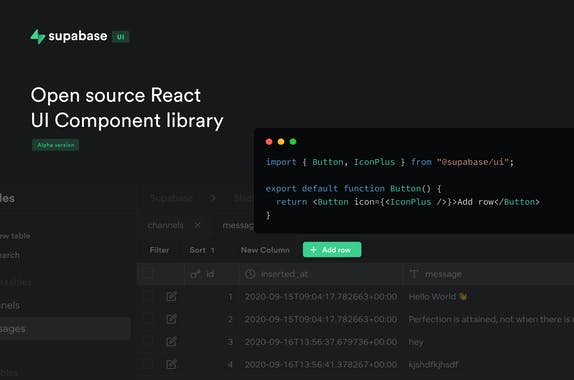 supabase UI
Open source React
UI Component library
Alpha version
import { Button, IconPlus } from "@supabase/ui";
export default function Button() {
return <Button icon={<IconPlus />}>Add row</Button>
}
les
Supabase > Sho
channels × messag
ew table
earch
Filter Sort 1 New Column + Add row
id inserted_at message
1 2020-09-15T09:04:17.782663+00:00 Hello World 👋
nnels
2 2020-09-15T09:04:17.782663+00:00 Perfection is attained, not when there is
sages
3 2020-09-16T13:56:37.679736+00:00 hey
4 2020-09-16T13:56:41.378267+00:00 kjshdfkjhsdf
bles